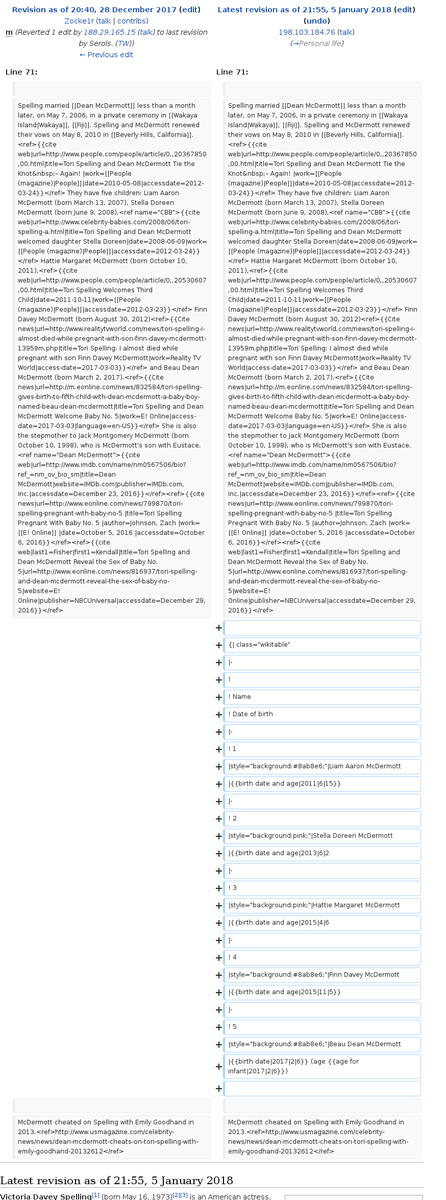 Revision as of 20:40, 28 December 2017 (edit)
Zocke1r (talk | contribs)
m (Reverted 1 edit by 188.29.165.15 (talk) to last revision
by Serols. (TW))
← Previous edit
Latest revision as of 21:55, 5 January 2018 (edit)
(undo)
198.103.184.76 (talk)
(→Personal life)
Line 71:
Line 71:
Spelling married [[Dean McDermott]] less than a month
later, on May 7, 2006, in a private ceremony in [[Wakaya
Island|Wakaya]], [[Fiji]]. Spelling and McDermott renewed
their vows on May 8, 2010 in [[Beverly Hills, California]].
<ref>{{cite
web|url=http://www.people.com/people/article/0,,20367850
,00.html|title=Tori Spelling and Dean McDermott Tie the
Knot&nbsp;– Again! |work=[[People
(magazine)|People]]|date=2010-05-08|accessdate=2012-
03-24}}</ref> They have five children: Liam Aaron
McDermott (born March 13, 2007), Stella Doreen
McDermott (born June 9, 2008),<ref name="CBB">{{cite
web|url=http://www.celebrity-babies.com/2008/06/tori-
spelling-a.html|title=Tori Spelling and Dean McDermott
welcomed daughter Stella Doreen|date=2008-06-09|work=
[[People (magazine)|People]]|accessdate=2012-03-24}}
</ref> Hattie Margaret McDermott (born October 10,
2011),<ref>{{cite
web|url=http://www.people.com/people/article/0,,20530607
,00.html|title=Tori Spelling Welcomes Third
Child|date=2011-10-11|work=[[People
(magazine)|People]]|accessdate=2012-03-23}}</ref> Finn
Davey McDermott (born August 30, 2012)<ref>{{Cite
news|url=http://www.realitytvworld.com/news/tori-spelling-i-
almost-died-while-pregnant-with-son-finn-davey-mcdermott-
13959m.php|title=Tori Spelling: I almost died while
pregnant with son Finn Davey McDermott|work=Reality TV
World|access-date=2017-03-03}}</ref> and Beau Dean
McDermott (born March 2, 2017).<ref>{{Cite
news|url=http://m.eonline.com/news/832584/tori-spelling-
gives-birth-to-fifth-child-with-dean-mcdermott-a-baby-boy-
named-beau-dean-mcdermott|title=Tori Spelling and Dean
McDermott Welcome Baby No. 5|work=E! Online|access-
date=2017-03-03|language=en-US}}</ref> She is also
the stepmother to Jack Montgomery McDermott (born
October 10, 1998), who is McDermott's son with Eustace.
<ref name="Dean McDermott">{{cite
web|url=http://www.imdb.com/name/nm0567506/bio?
ref_=nm_ov_bio_sm|title=Dean
McDermott|website=IMDb.com|publisher=IMDb.com,
Inc.|accessdate=December 23, 2016}}</ref><ref>{{cite
web|url=http://www.eonline.com/news/799870/tori-
spelling-pregnant-with-baby-no-5 |title=Tori Spelling
Pregnant With Baby No. 5 |author=Johnson, Zach |work=
[[E! Online]] |date=October 5, 2016 |accessdate=October
6, 2016}}</ref><ref>{{cite
web|last1=Fisher|first1=Kendall|title=Tori Spelling and
Dean McDermott Reveal the Sex of Baby No.
5|url=http://www.eonline.com/news/816937/tori-spelling-
and-dean-mcdermott-reveal-the-sex-of-baby-no-
5|website=E!
Online|publisher=NBCUniversal|accessdate=December 29,
2016}}</ref>
Spelling married [[Dean McDermott]] less than a month
later, on May 7, 2006, in a private ceremony in [[Wakaya
Island|Wakaya]], [[Fiji]]. Spelling and McDermott renewed
their vows on May 8, 2010 in [[Beverly Hills, California]].
<ref>{{cite
web|url=http://www.people.com/people/article/0,,20367850
,00.html|title=Tori Spelling and Dean McDermott Tie the
Knot&nbsp;– Again! |work=[[People
(magazine)|People]]|date=2010-05-08|accessdate=2012-
03-24}}</ref> They have five children: Liam Aaron
McDermott (born March 13, 2007), Stella Doreen
McDermott (born June 9, 2008),<ref name="CBB">{{cite
web|url=http://www.celebrity-babies.com/2008/06/tori-
spelling-a.html|title=Tori Spelling and Dean McDermott
welcomed daughter Stella Doreen|date=2008-06-09|work=
[[People (magazine)|People]]|accessdate=2012-03-24}}
</ref> Hattie Margaret McDermott (born October 10,
2011),<ref>{{cite
web|url=http://www.people.com/people/article/0,,20530607
,00.html|title=Tori Spelling Welcomes Third
Child|date=2011-10-11|work=[[People
(magazine)|People]]|accessdate=2012-03-23}}</ref> Finn
Davey McDermott (born August 30, 2012)<ref>{{Cite
news|url=http://www.realitytvworld.com/news/tori-spelling-i-
almost-died-while-pregnant-with-son-finn-davey-mcdermott-
13959m.php|title=Tori Spelling: I almost died while
pregnant with son Finn Davey McDermott|work=Reality TV
World|access-date=2017-03-03}}</ref> and Beau Dean
McDermott (born March 2, 2017).<ref>{{Cite
news|url=http://m.eonline.com/news/832584/tori-spelling-
gives-birth-to-fifth-child-with-dean-mcdermott-a-baby-boy-
named-beau-dean-mcdermott|title=Tori Spelling and Dean
McDermott Welcome Baby No. 5|work=E! Online|access-
date=2017-03-03|language=en-US}}</ref> She is also
the stepmother to Jack Montgomery McDermott (born
October 10, 1998), who is McDermott's son with Eustace.
<ref name="Dean McDermott">{{cite
web|url=http://www.imdb.com/name/nm0567506/bio?
ref_=nm_ov_bio_sm|title=Dean
McDermott|website=IMDb.com|publisher=IMDb.com,
Inc.|accessdate=December 23, 2016}}</ref><ref>{{cite
web|url=http://www.eonline.com/news/799870/tori-
spelling-pregnant-with-baby-no-5 |title=Tori Spelling
Pregnant With Baby No. 5 |author=Johnson, Zach |work=
[[E! Online]] |date=October 5, 2016 |accessdate=October
6, 2016}}</ref><ref>{{cite
web|last1=Fisher|first1=Kendall|title=Tori Spelling and
Dean McDermott Reveal the Sex of Baby No.
5|url=http://www.eonline.com/news/816937/tori-spelling-
and-dean-mcdermott-reveal-the-sex-of-baby-no-
5|website=E!
Online|publisher=NBCUniversal|accessdate=December 29,
2016}}</ref>
+
+ {| class="wikitable"
+ |-
+ !
+ ! Name
+ ! Date of birth
+ |-
+ ! 1
+ |style="background:#8ab8e6;"|Liam Aaron McDermott
+ |{{birth date and age|2011|6|15}}
+ |-
+ ! 2
+ |style="background:pink;"|Stella Doreen McDermott
+ |{{birth date and age|2013|6|2
+ |-
+ ! 3
+ |style="background:pink;"|Hattie Margaret McDermott
+ |{{birth date and age|2015|4|6
+ |-
+ ! 4
+ |style="background:#8ab8e6;"|Finn Davey McDermott
+ |{{birth date and age|2015|11|5}}
+ |-
+ ! 5
+ |style="background:#8ab8e6;"|Beau Dean McDermott
+ |{{birth date|2017|2|6}} (age {{age for
infant|2017|2|6}})
+
McDermott cheated on Spelling with Emily Goodhand in
2013.<ref>http://www.usmagazine.com/celebrity-
news/news/dean-mcdermott-cheats-on-tori-spelling-with-
emily-goodhand-20132612</ref>
McDermott cheated on Spelling with Emily Goodhand in
2013.<ref>http://www.usmagazine.com/celebrity-
news/news/dean-mcdermott-cheats-on-tori-spelling-with-
emily-goodhand-20132612</ref>
Latest revision as of 21:55, 5 January 2018
Victoria Davey Spelling[1] (born May 16, 1973)[2][3] is an American actress,